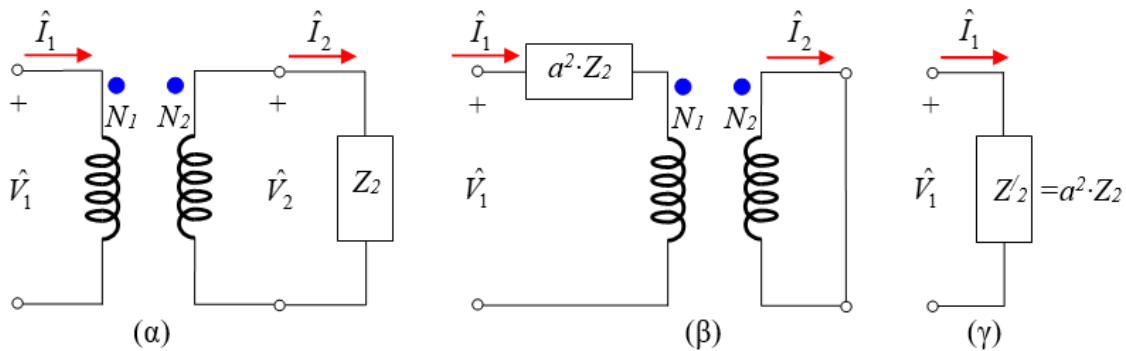 Î₁ Î₂ Î₁ Î₂ Î₁
a²·Z₂
+ N₁ N₂ + + N₁ N₂ +
V̂₁ V̂₂ Z₂ V̂₁ V̂₁ Z′₂ =a²·Z₂
(α) (β) (γ)